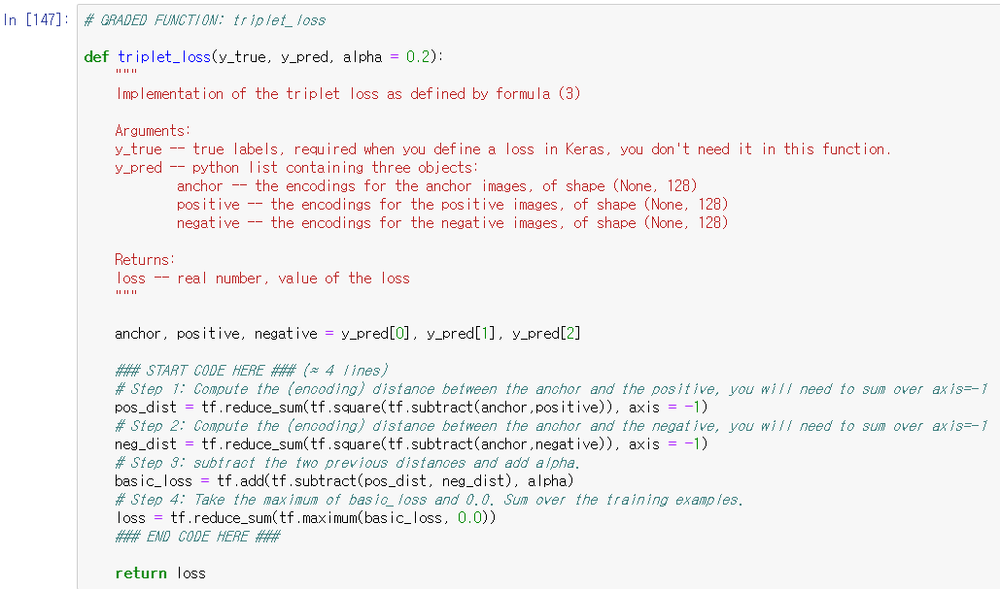 In [147]: # GRADED FUNCTION: triplet_loss
def triplet_loss(y_true, y_pred, alpha = 0.2):
"""
Implementation of the triplet loss as defined by formula (3)
Arguments:
y_true -- true labels, required when you define a loss in Keras, you don't need it in this function.
y_pred -- python list containing three objects:
anchor -- the encodings for the anchor images, of shape (None, 128)
positive -- the encodings for the positive images, of shape (None, 128)
negative -- the encodings for the negative images, of shape (None, 128)
Returns:
loss -- real number, value of the loss
"""
anchor, positive, negative = y_pred[0], y_pred[1], y_pred[2]
### START CODE HERE ### (≈ 4 lines)
# Step 1: Compute the (encoding) distance between the anchor and the positive, you will need to sum over axis=-1
pos_dist = tf.reduce_sum(tf.square(tf.subtract(anchor,positive)), axis = -1)
# Step 2: Compute the (encoding) distance between the anchor and the negative, you will need to sum over axis=-1
neg_dist = tf.reduce_sum(tf.square(tf.subtract(anchor,negative)), axis = -1)
# Step 3: subtract the two previous distances and add alpha.
basic_loss = tf.add(tf.subtract(pos_dist, neg_dist), alpha)
# Step 4: Take the maximum of basic_loss and 0.0. Sum over the training examples.
loss = tf.reduce_sum(tf.maximum(basic_loss, 0.0))
### END CODE HERE ###
return loss